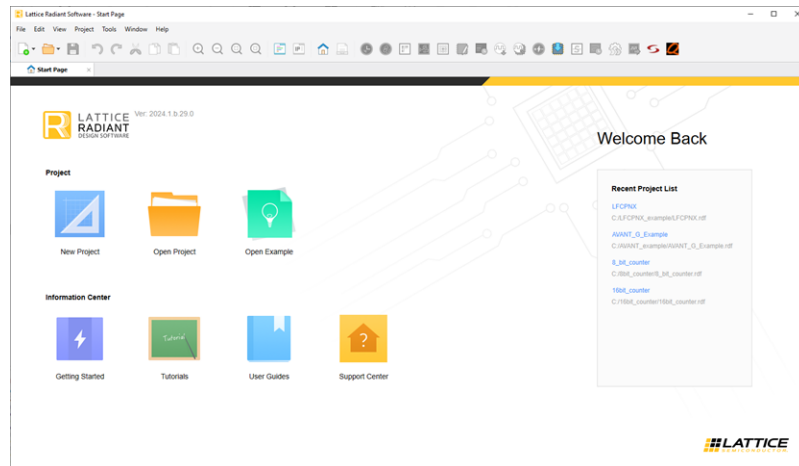 Lattice Radiant Software - Start Page
File Edit View Project Tools Window Help
Start Page
LATTICE
RADIANT
DESIGN SOFTWARE
Ver: 2024.1.b.29.0
Welcome Back
Project
New Project
Open Project
Open Example
Recent Project List
LFCPNX
C:/LFCPNX_example/LFCPNX.rdf
AVANT_G_Example
C:/AVANT_example/AVANT_G_Example.rdf
8_bit_counter
C:/8bit_counter/8_bit_counter.rdf
16bit_counter
C:/16bit_counter/16bit_counter.rdf
Information Center
Tutorial
Getting Started
Tutorials
User Guides
?
Support Center
LATTICE
SEMICONDUCTOR